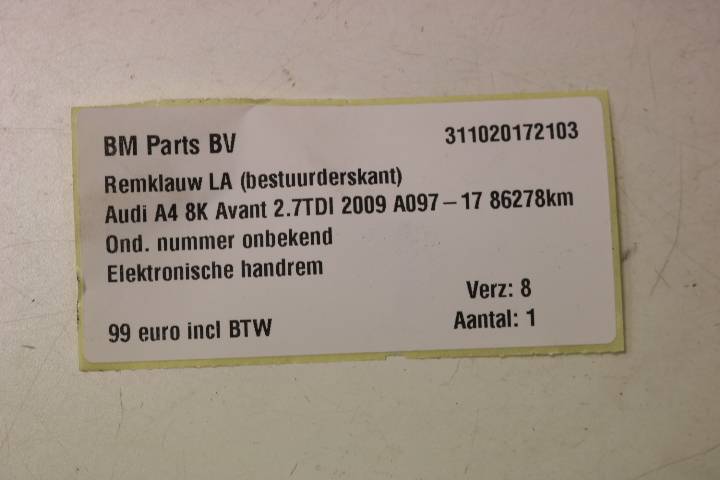 BM Parts BV 311020172103
Remklauw LA (bestuurderskant)
Audi A4 8K Avant 2.7TDI 2009 A097-17 86278km
Ond. nummer onbekend
Elektronische handrem
Verz: 8
99 euro incl BTW Aantal: 1